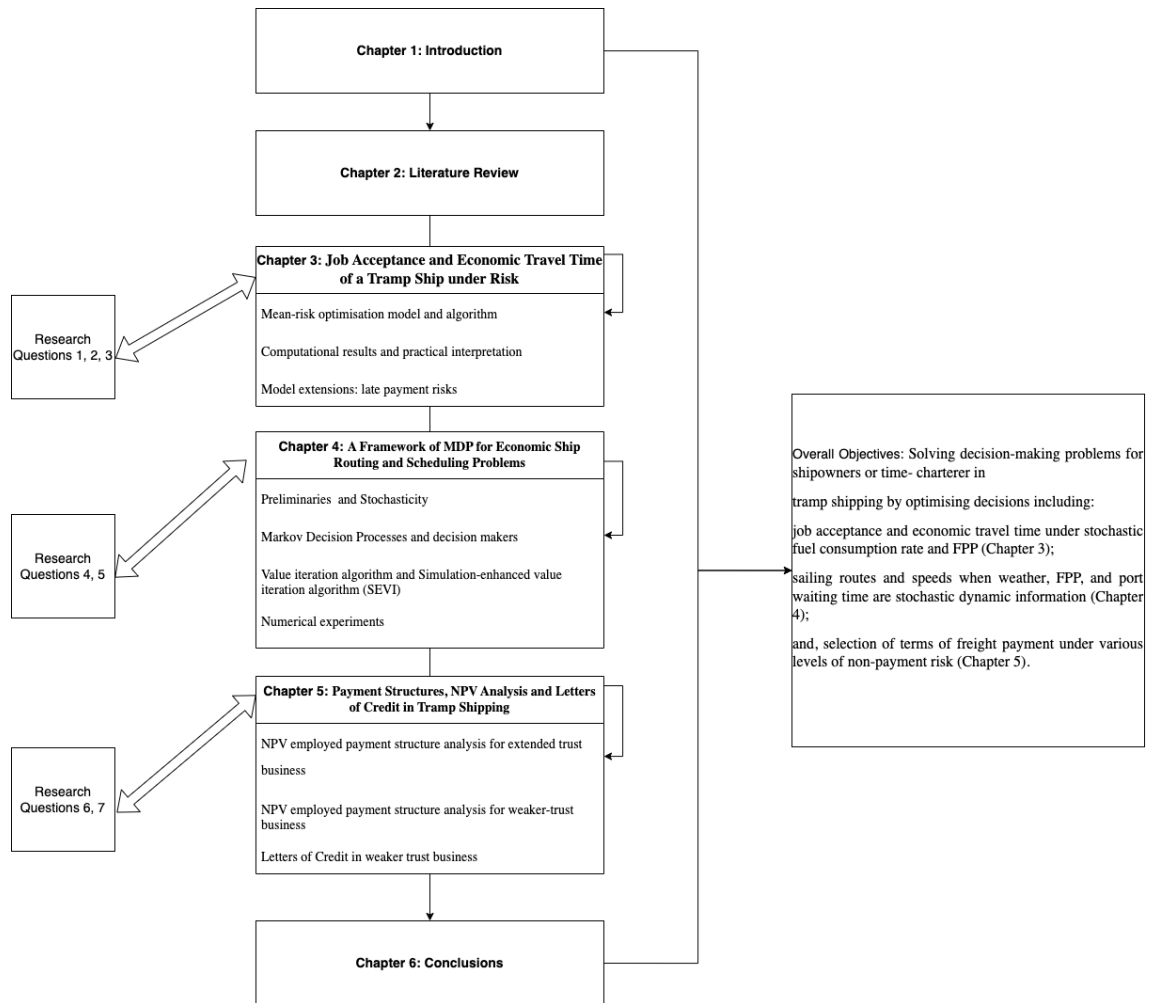 Chapter 1: Introduction
Chapter 2: Literature Review
Chapter 3: Job Acceptance and Economic Travel Time
of a Tramp Ship under Risk
Mean-risk optimisation model and algorithm
Computational results and practical interpretation
Model extensions: late payment risks
Research
Questions 1, 2, 3
Chapter 4: A Framework of MDP for Economic Ship
Routing and Scheduling Problems
Preliminaries and Stochasticity
Markov Decision Processes and decision makers
Value iteration algorithm and Simulation-enhanced value
iteration algorithm (SEVI)
Numerical experiments
Research
Questions 4, 5
Chapter 5: Payment Structures, NPV Analysis and Letters
of Credit in Tramp Shipping
NPV employed payment structure analysis for extended trust
business
NPV employed payment structure analysis for weaker-trust
business
Letters of Credit in weaker trust business
Research
Questions 6, 7
Chapter 6: Conclusions
Overall Objectives: Solving decision-making problems for
shipowners or time- charterer in
tramp shipping by optimising decisions including:
job acceptance and economic travel time under stochastic
fuel consumption rate and FPP (Chapter 3);
sailing routes and speeds when weather, FPP, and port
waiting time are stochastic dynamic information (Chapter
4);
and, selection of terms of freight payment under various
levels of non-payment risk (Chapter 5).